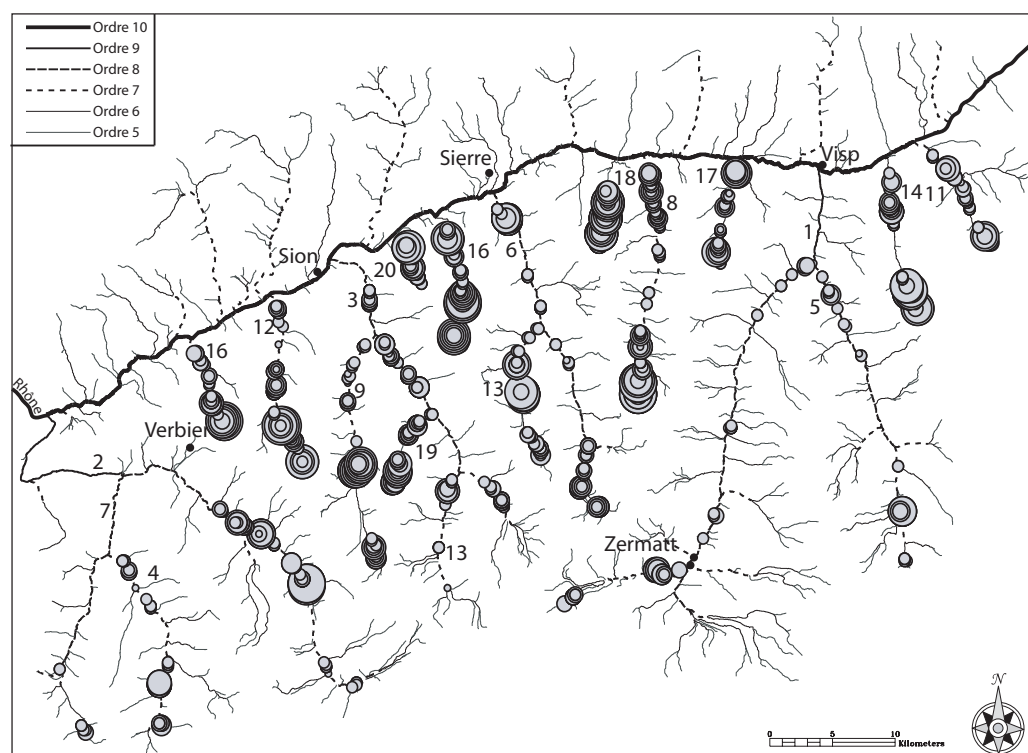 Ordre 10
Ordre 9
Ordre 8
Ordre 7
Ordre 6
Ordre 5
Sierre
Visp
18
17
8
14
11
16
6
1
20
Sion
3
5
12
16
9
13
Rhône
Verbier
19
2
7
Zermatt
13
4
N
0 5 10
Kilometers